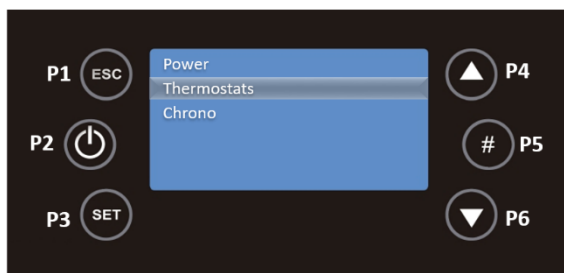 P1 ESC
Power
Thermostats
Chrono
P4
P2
# P5
P3 SET
P6